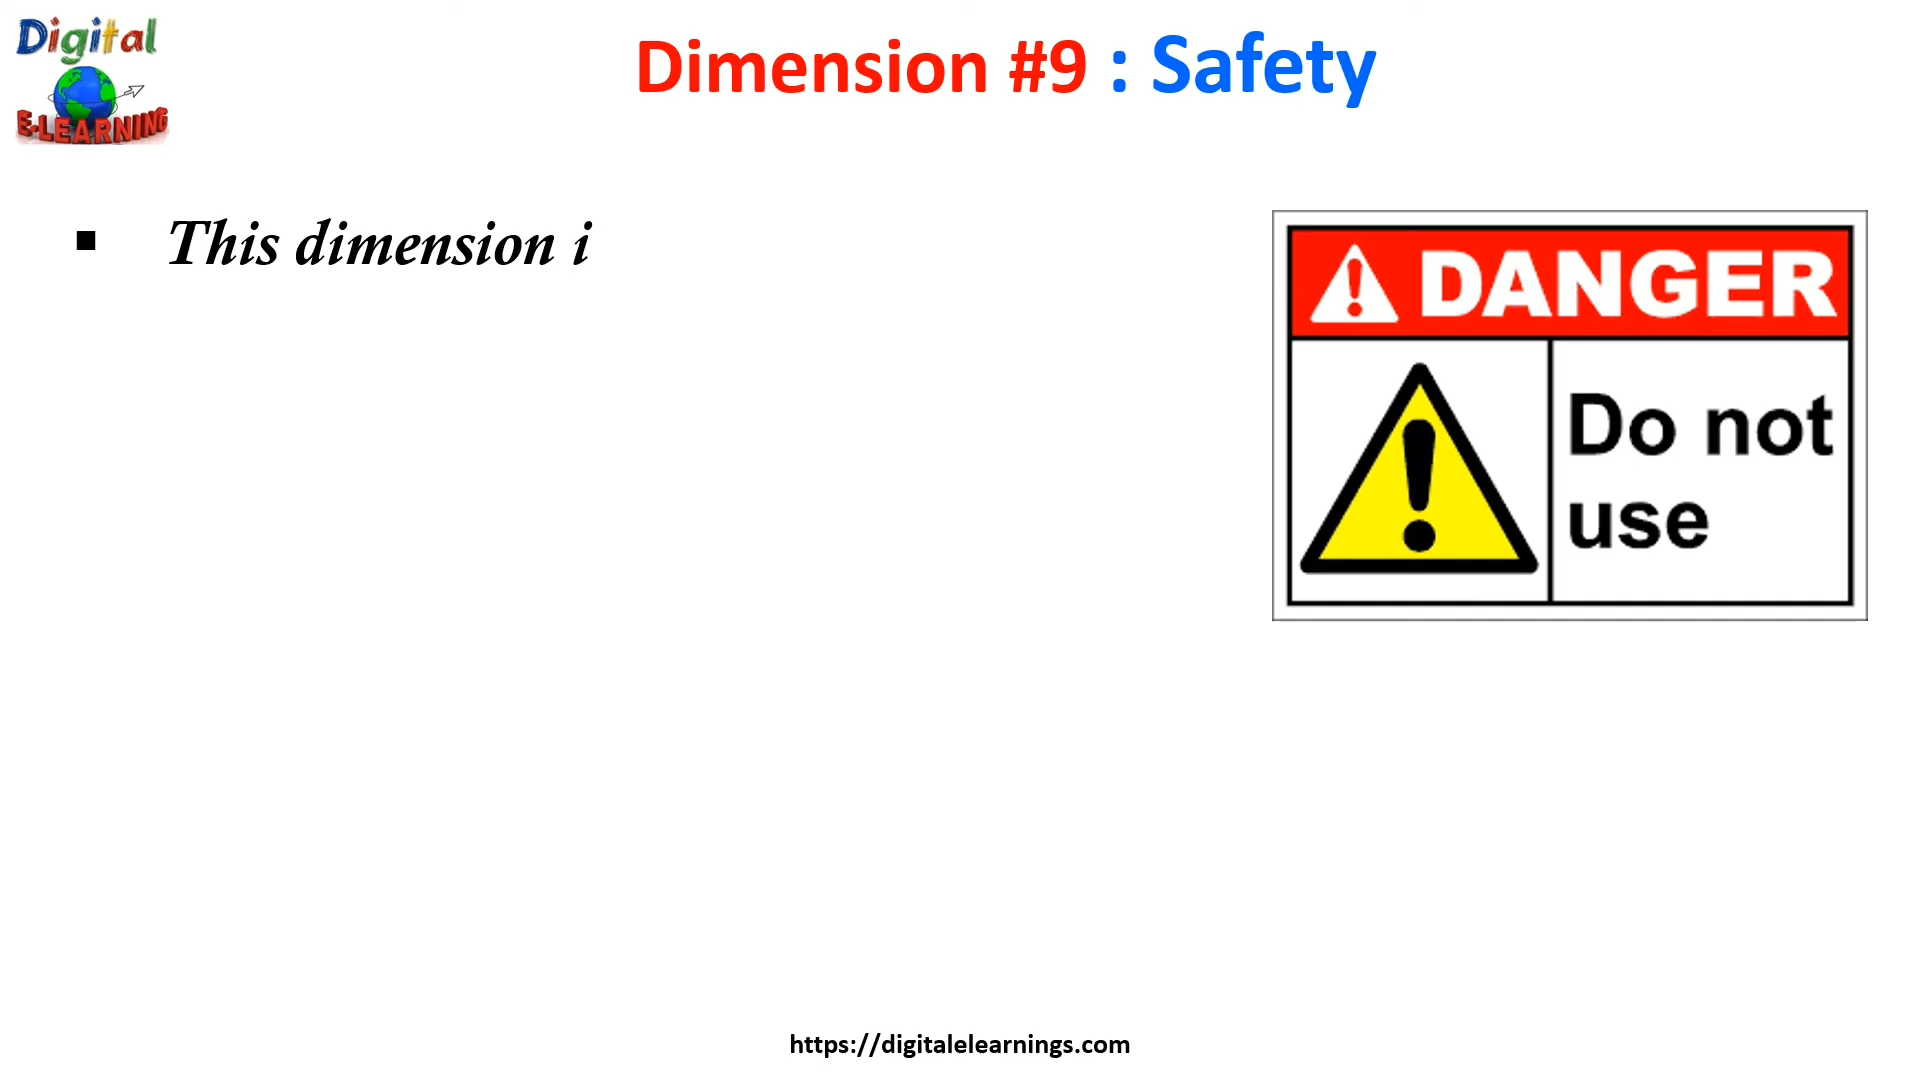 Digital
E-LEARNING
Dimension #9 : Safety
▪ This dimension i
DANGER
Do not
use
https://digitalelearnings.com